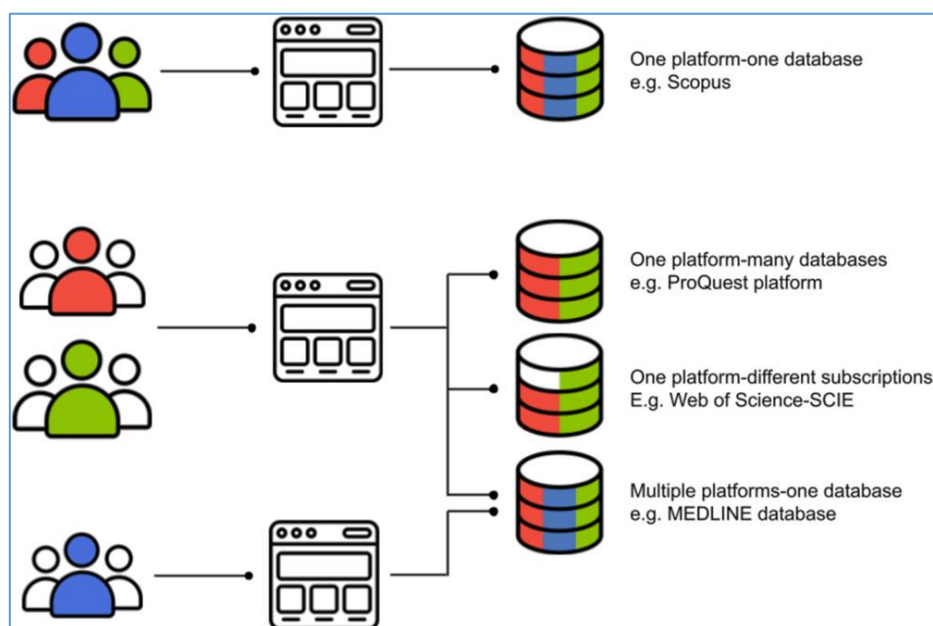 One platform-one database
e.g. Scopus
One platform-many databases
e.g. ProQuest platform
One platform-different subscriptions
E.g. Web of Science-SCIE
Multiple platforms-one database
e.g. MEDLINE database